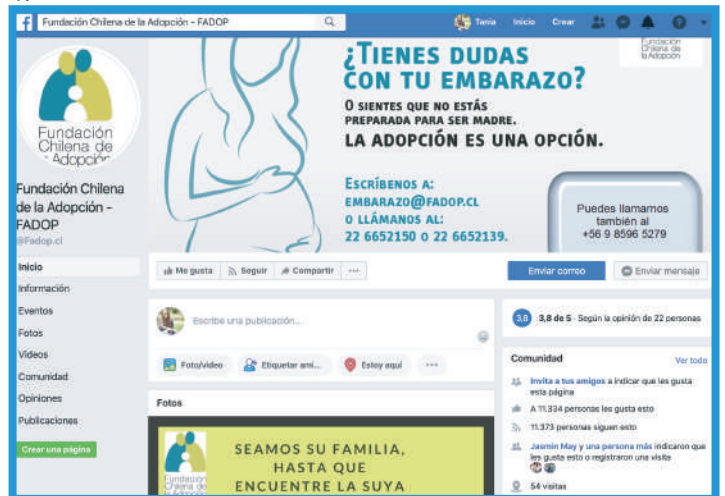 Fundación Chilena de la Adopción - FADOP
Tania
Inicio
Crear
Fundación
Chilena de
la Adopción
¿TIENES DUDAS
CON TU EMBARAZO?
O SIENTES QUE NO ESTÁS
PREPARADA PARA SER MADRE.
LA ADOPCIÓN ES UNA OPCIÓN.
ESCRÍBENOS A:
EMBARAZO@FADOP.CL
O LLÁMANOS AL:
22 6652150 O 22 6652139.
Puedes llamarnos
también al
+56 9 8596 5279
Fundación
Chilena de
la Adopción
Fundación Chilena
de la Adopción -
FADOP
@Fadop.cl
Inicio
Información
Eventos
Fotos
Videos
Comunidad
Opiniones
Publicaciones
Crear una página
Me gusta
Seguir
Compartir
Enviar correo
Enviar mensaje
Escribe una publicación...
Foto/video
Etiquetar ami...
Estoy aquí
Fotos
Fundación
Chilena de
la Adopción
SEAMOS SU FAMILIA,
HASTA QUE
ENCUENTRE LA SUYA
3,8
3,8 de 5 · Según la opinión de 22 personas
Comunidad
Ver todo
Invita a tus amigos a indicar que les gusta
esta página
A 11.334 personas les gusta esto
11.373 personas siguen esto
Jasmin May y una persona más indicaron que
les gusta esto o registraron una visita
54 visitas